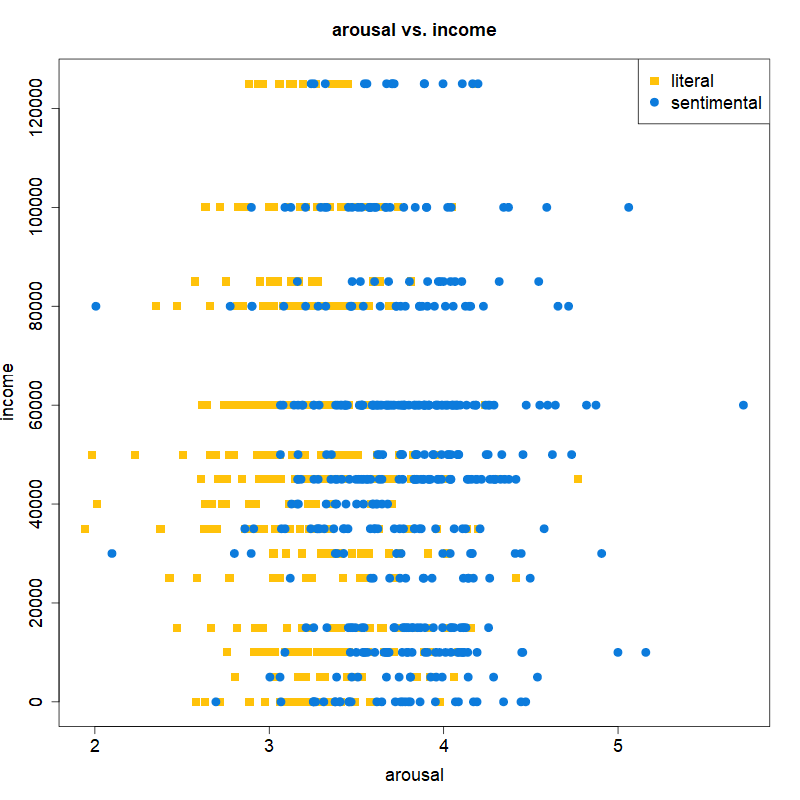 arousal vs. income
literal
sentimental
income
120000
100000
80000
60000
40000
20000
0
2 3 4 5
arousal